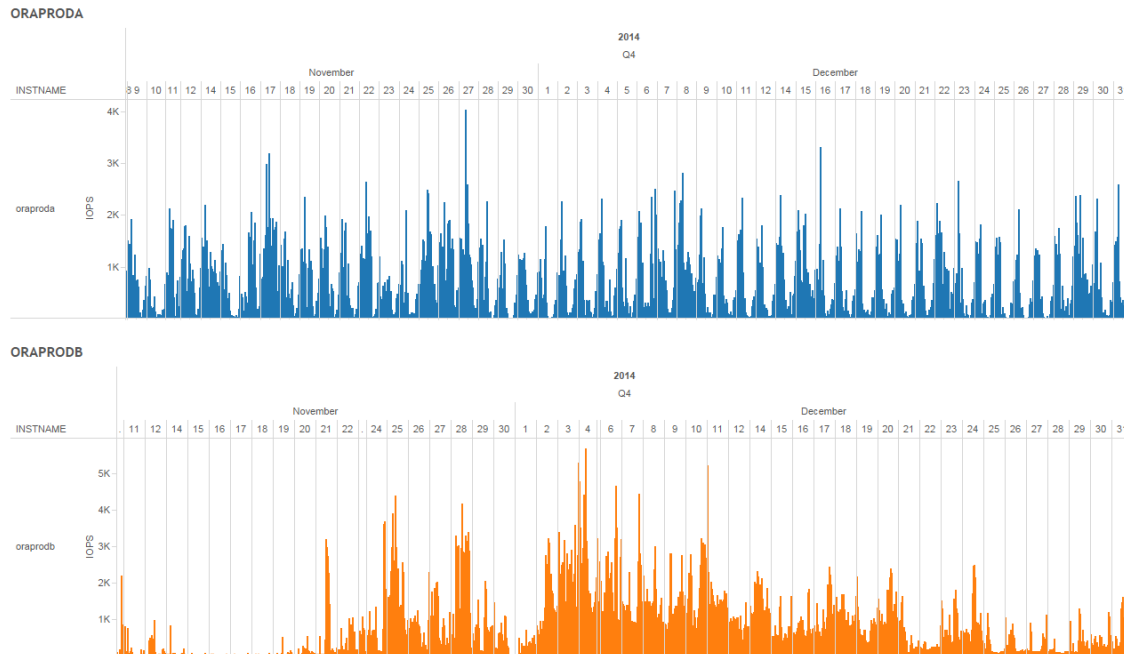 ORAPRODA
2014
Q4
November December
INSTNAME 8 9 10 11 12 14 15 16 17 18 19 20 21 22 23 24 25 26 27 28 29 30 1 2 3 4 5 6 7 8 9 10 11 12 14 15 16 17 18 19 20 21 22 23 24 25 26 27 28 29 30 3
4K
3K
oraproda IOPS 2K
1K
ORAPRODB
2014
Q4
November December
INSTNAME . 11 12 14 15 16 17 18 19 20 21 22 . 24 25 26 27 28 29 30 1 2 3 4 6 7 8 9 10 11 12 14 15 16 17 18 19 20 21 22 23 24 25 26 27 28 29 30 31
5K
4K
oraprodb IOPS 3K
2K
1K